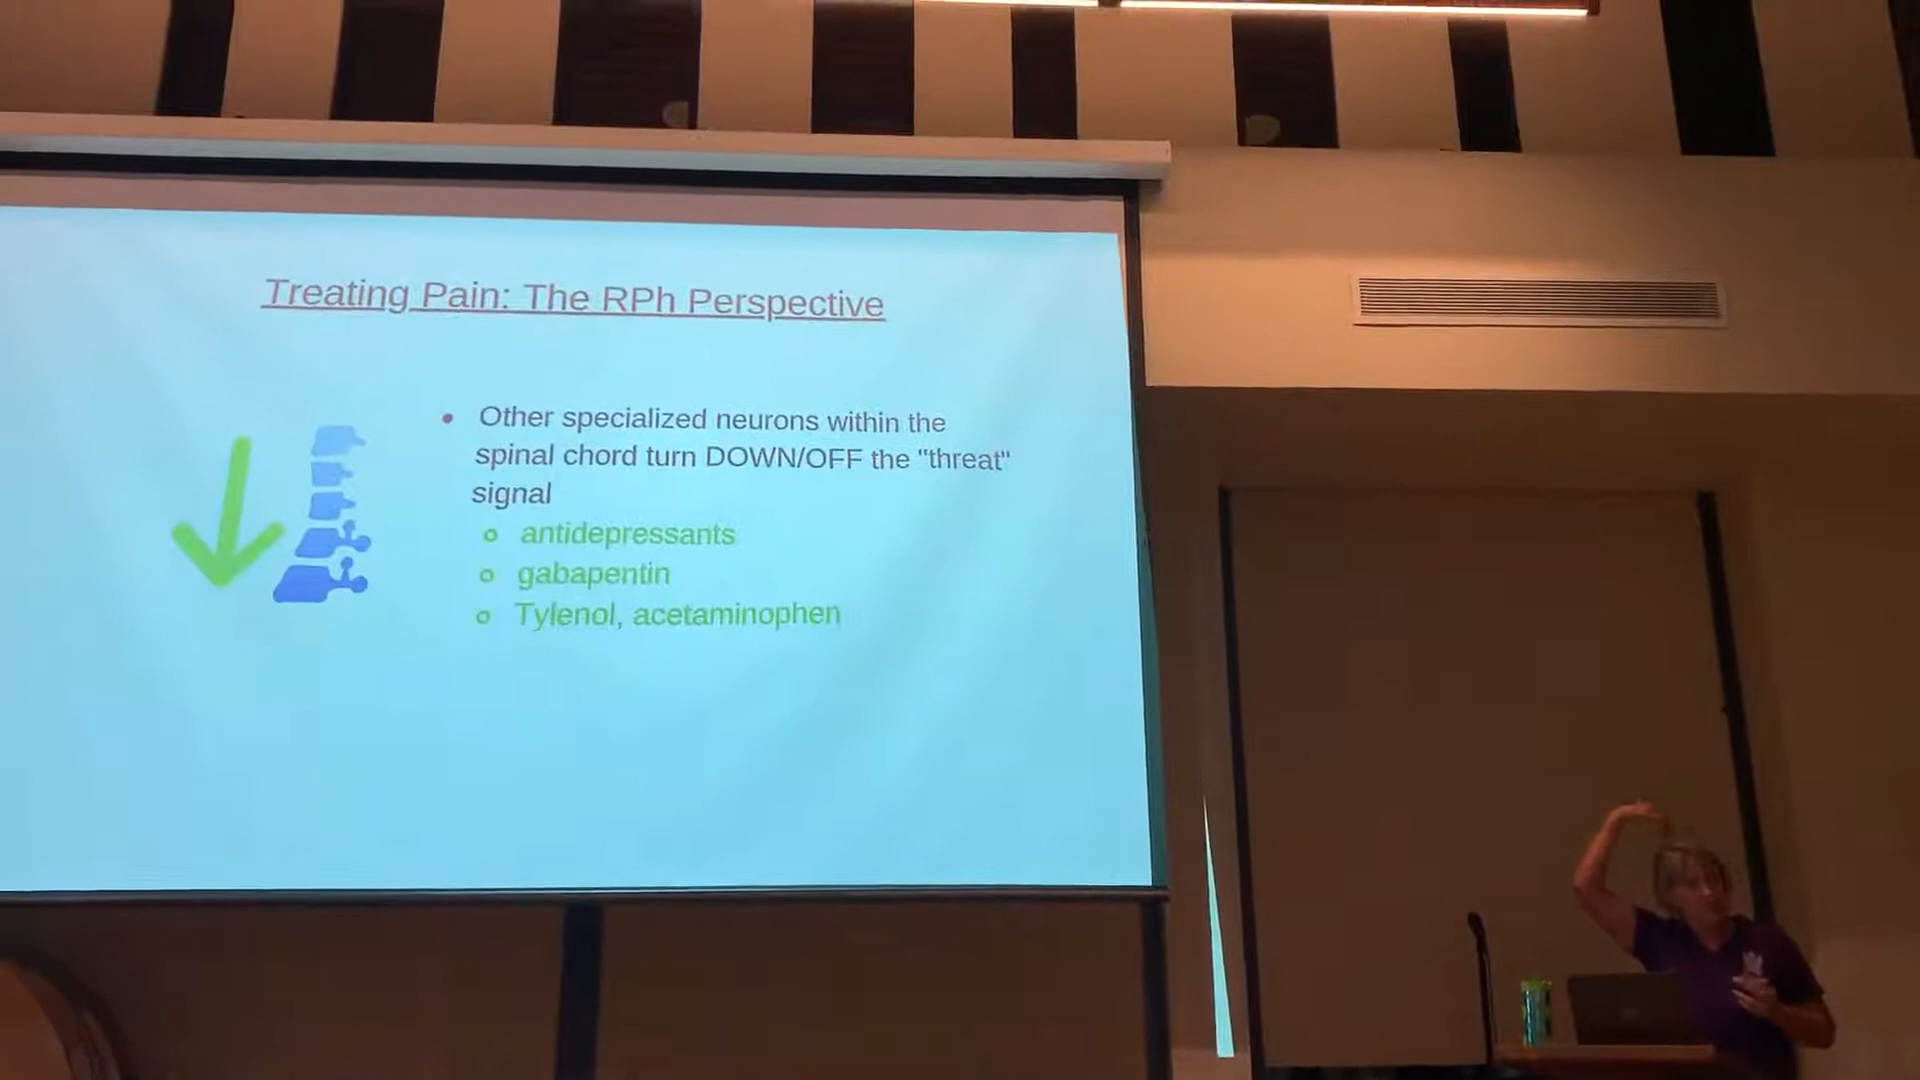 Treating Pain: The RPh Perspective
Other specialized neurons within the
spinal chord turn DOWN/OFF the "threat"
signal
antidepressants
gabapentin
Tylenol, acetaminophen